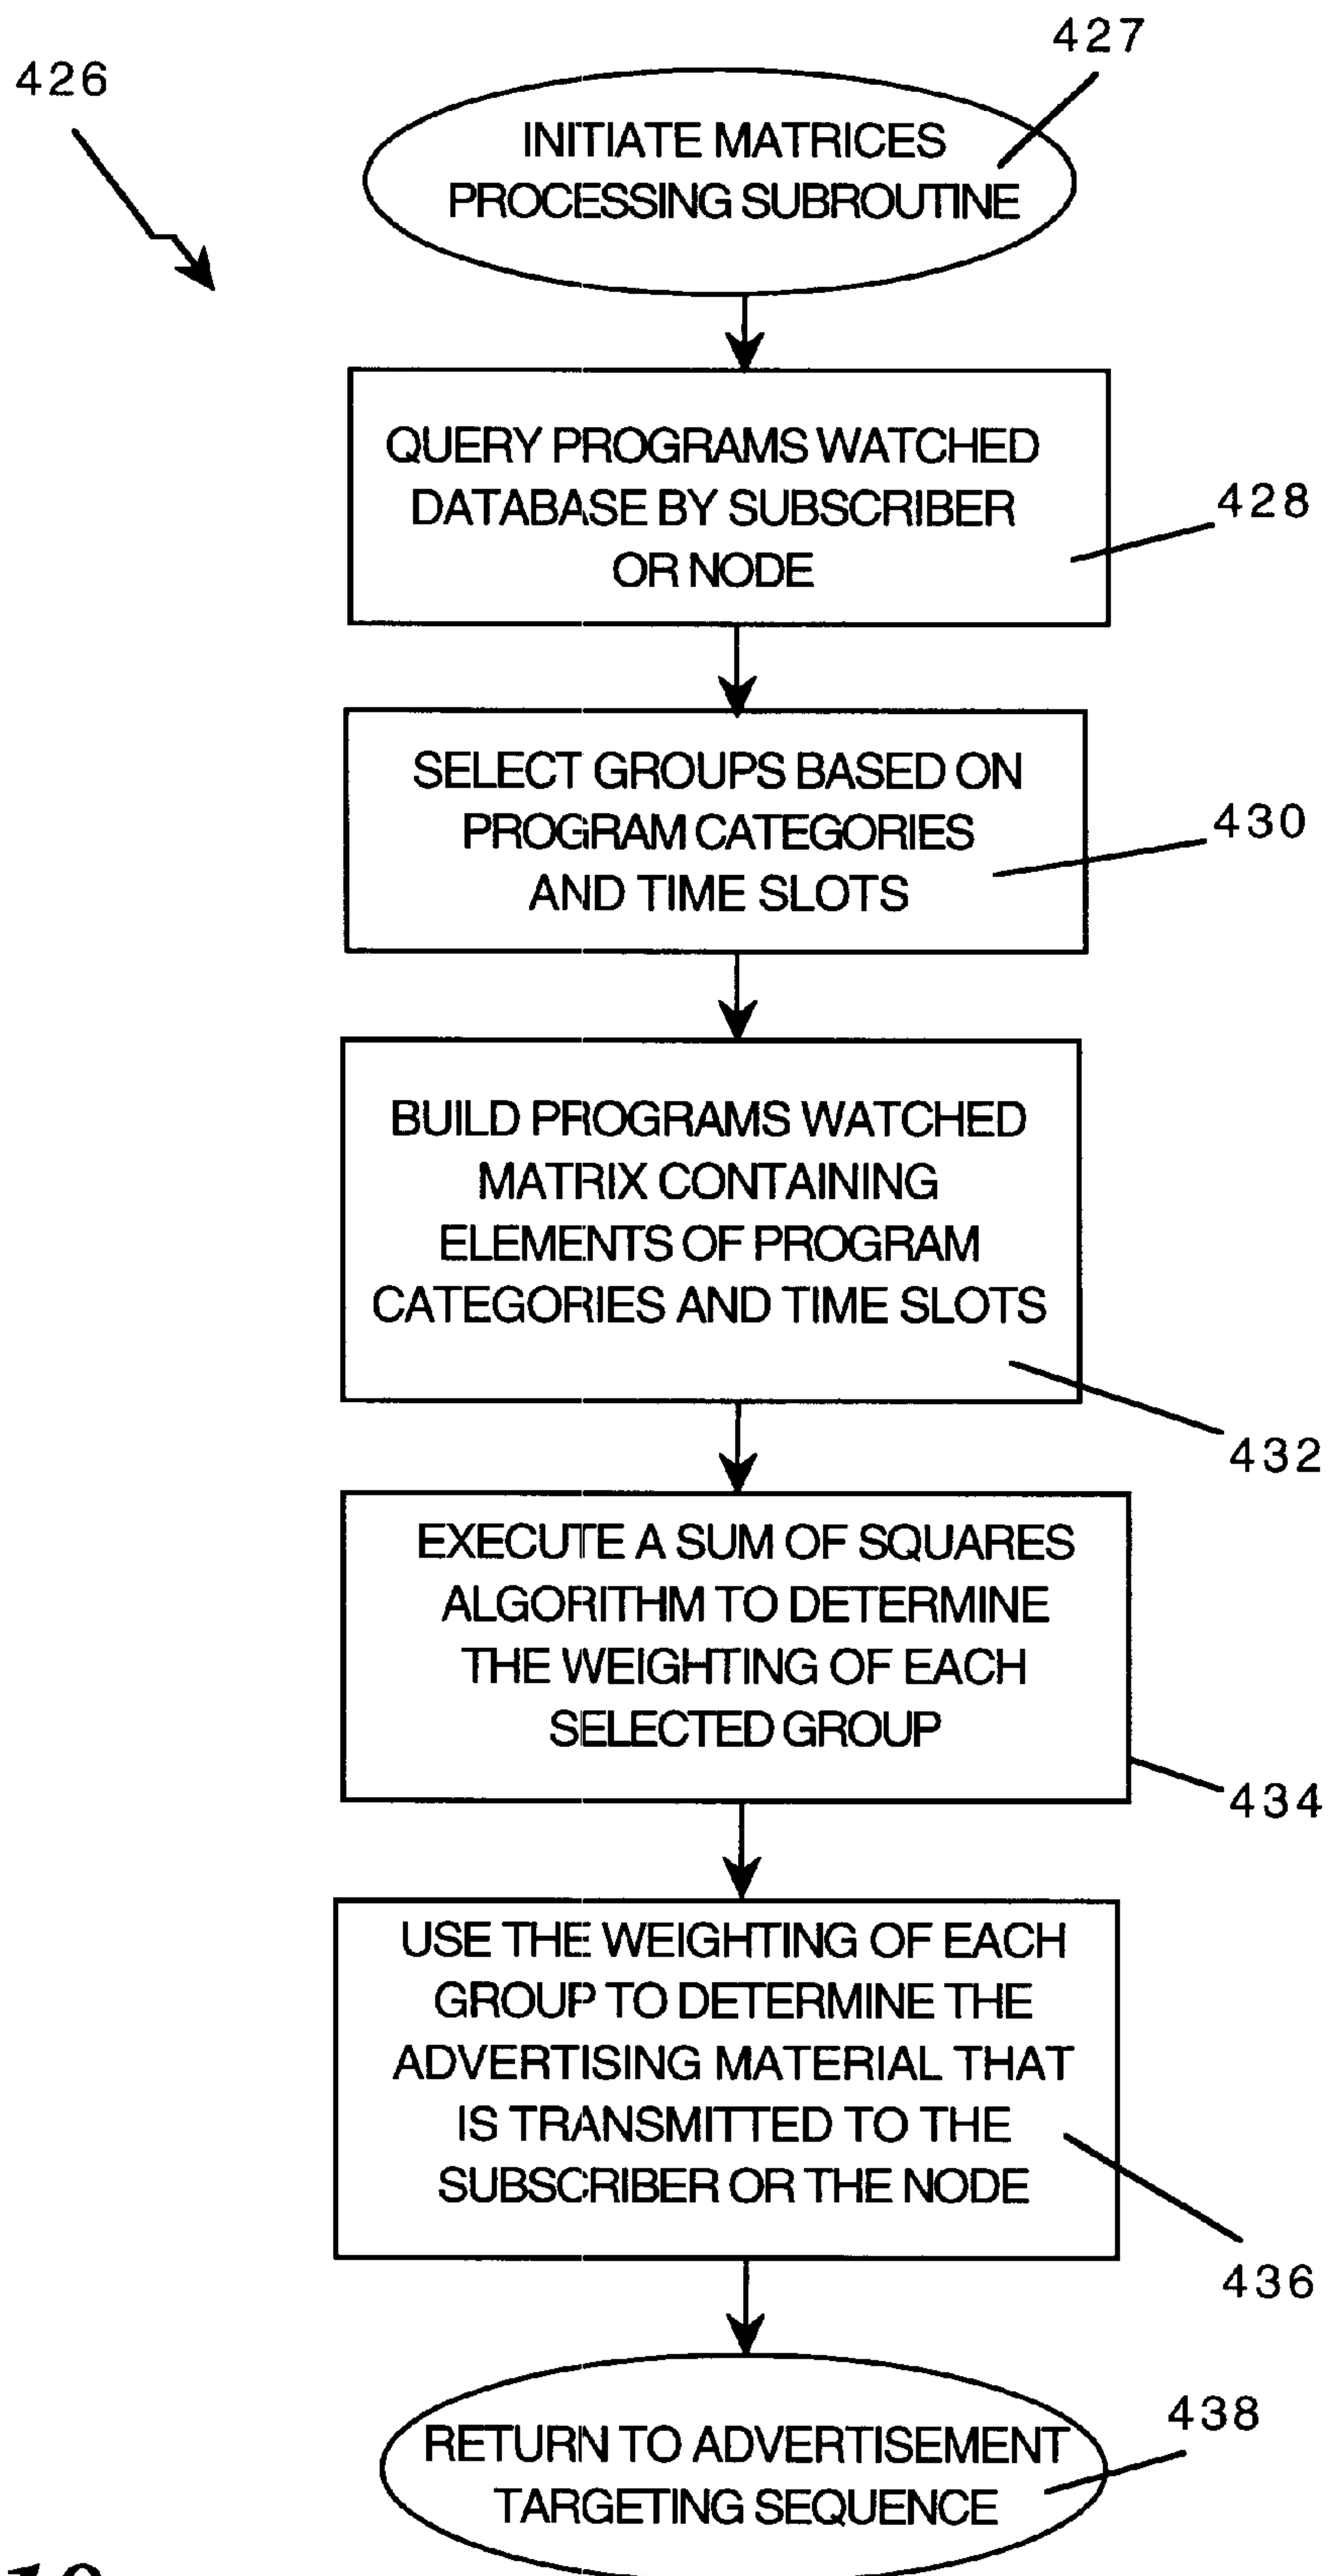 427
426
INITIATE MATRICES
PROCESSING SUBROUTINE
QUERY PROGRAMS WATCHED
DATABASE BY SUBSCRIBER
OR NODE
428
SELECT GROUPS BASED ON
PROGRAM CATEGORIES
AND TIME SLOTS
430
BUILD PROGRAMS WATCHED
MATRIX CONTAINING
ELEMENTS OF PROGRAM
CATEGORIES AND TIME SLOTS
432
EXECUTE A SUM OF SQUARES
ALGORITHM TO DETERMINE
THE WEIGHTING OF EACH
SELECTED GROUP
434
USE THE WEIGHTING OF EACH
GROUP TO DETERMINE THE
ADVERTISING MATERIAL THAT
IS TRANSMITTED TO THE
SUBSCRIBER OR THE NODE
436
438
RETURN TO ADVERTISEMENT
TARGETING SEQUENCE